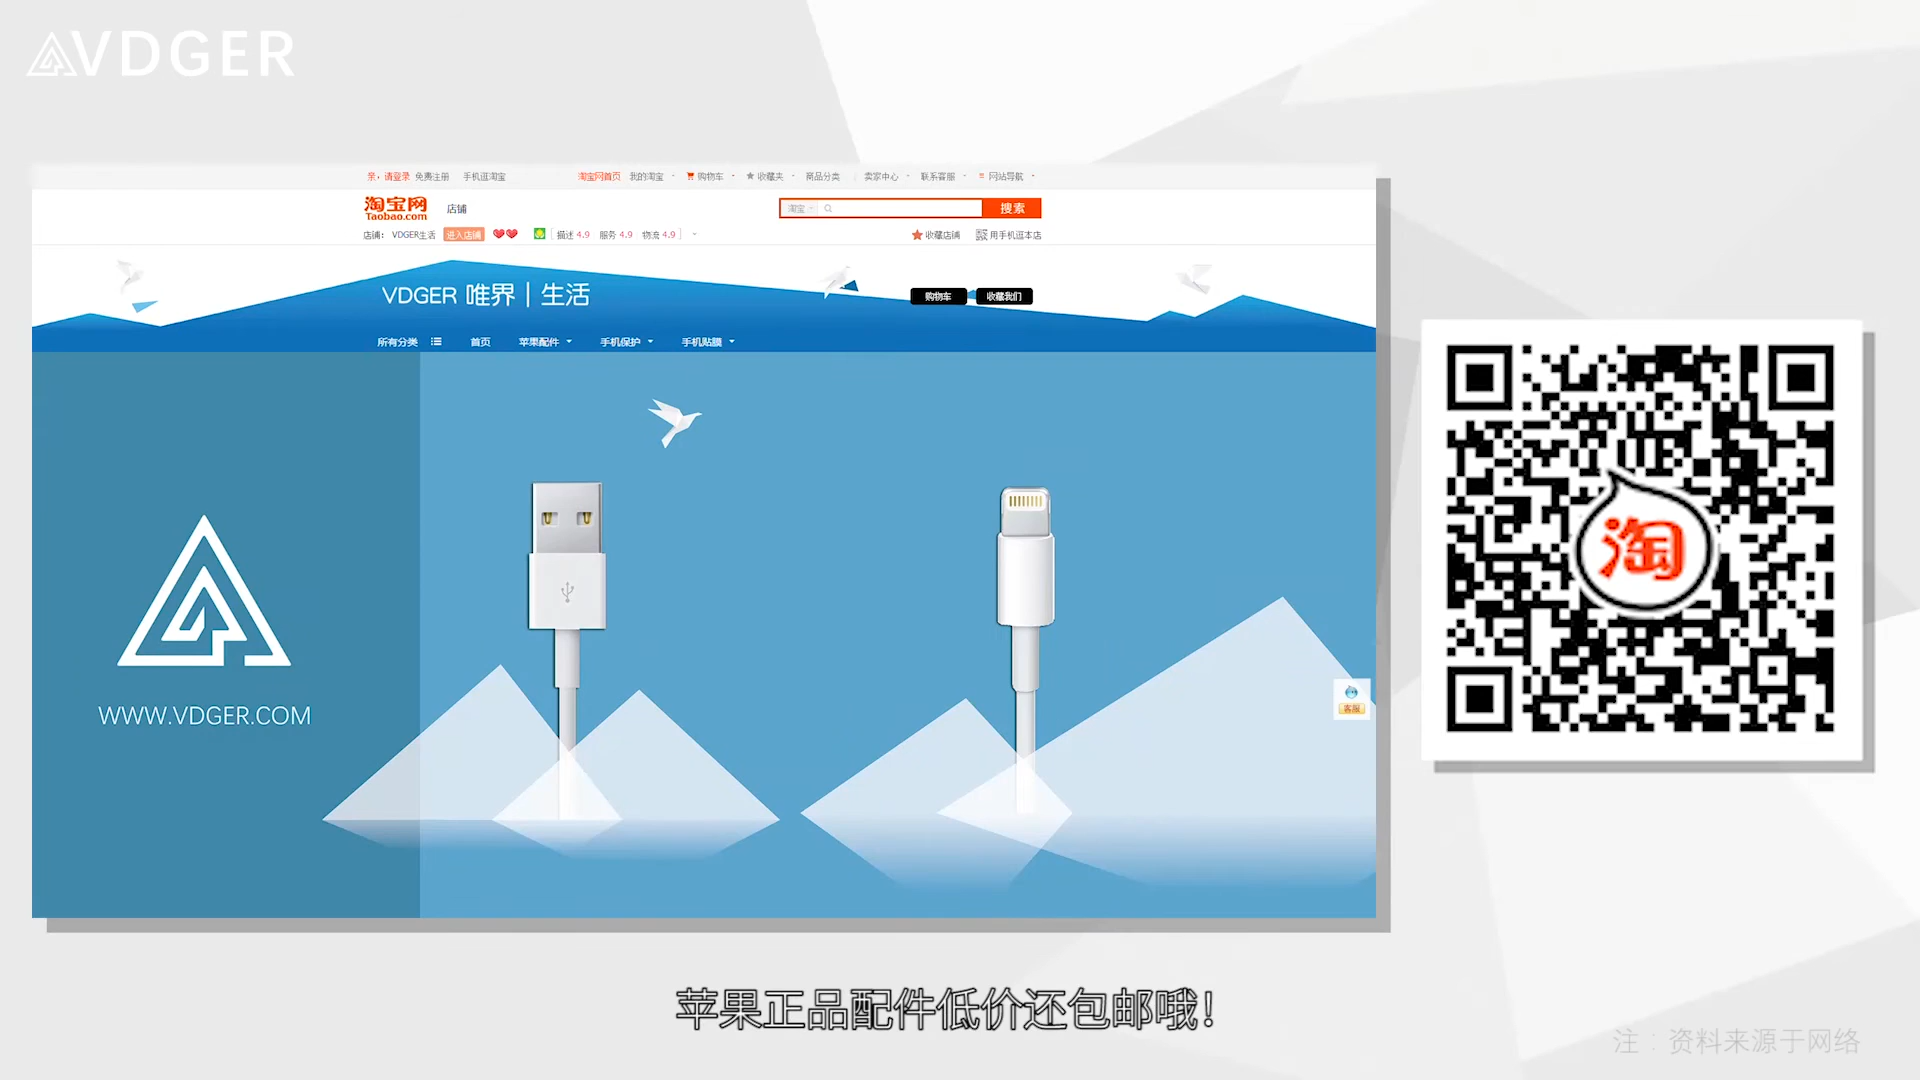 VDGER
亲，请登录 免费注册 手机逛淘宝 淘宝网首页 我的淘宝 购物车 收藏夹 商品分类 卖家中心 联系客服 网站导航
淘宝网 店铺 淘宝 搜索
Taobao.com
店铺： VDGER生活 进入店铺 描述 4.9 服务 4.9 物流 4.9 收藏店铺 用手机逛本店
VDGER 唯界｜生活 购物车 收藏我们
所有分类 首页 苹果配件 手机保护 手机贴膜
淘
客服
WWW.VDGER.COM
苹果正品配件低价还包邮哦！
注：资料来源于网络